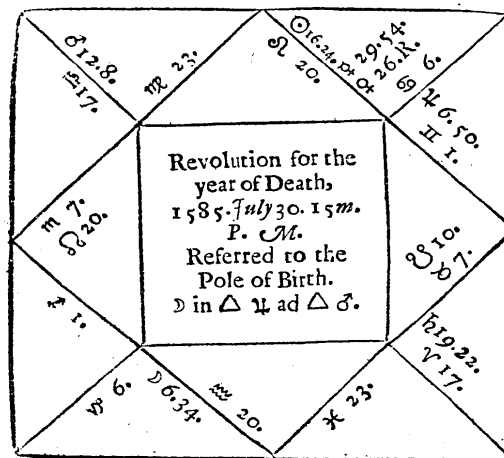 ♂12.8.
♎17.
♍ 23.
♌ 20.
☉16.24.
29.54.
26.R.
♋ 6.
♃ 6.50.
♊ 1.
♏ 7.
☊20.
Revolution for the
year of Death,
1585. July 30. 15m.
P. M.
Referred to the
Pole of Birth.
☽ in △ ♃ ad △ ♂.
☋ 10.
♉ 7.
♐ 1.
♄19.22.
♈ 17.
♑ 6.
☽ 6.34.
♒ 20.
♓ 23.